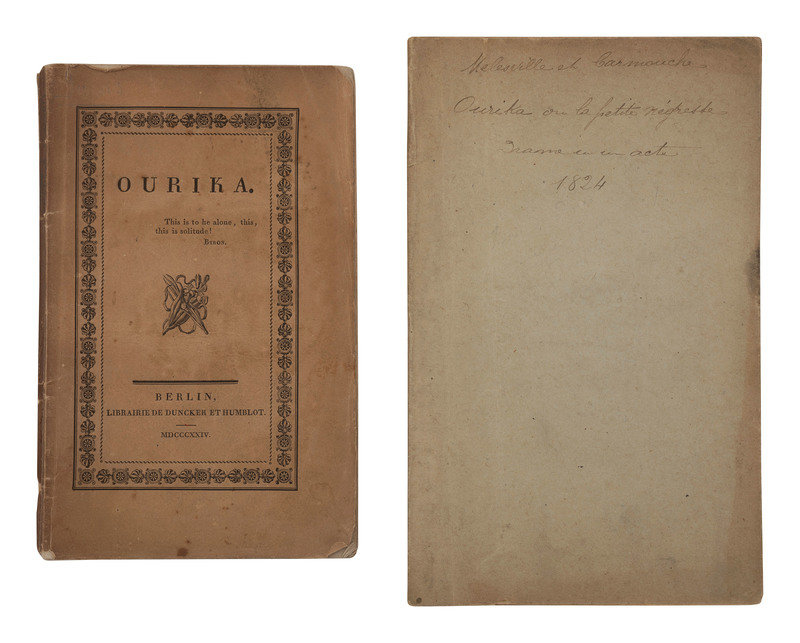 OURIKA.
This is to be alone, this,
this is solitude!
BYRON.
BERLIN,
LIBRAIRIE DE DUNCKER ET HUMBLOT.
MDCCCXXIV.
Melesville et Carmouche
Ourika ou la petite négresse
Drame en un acte
1824